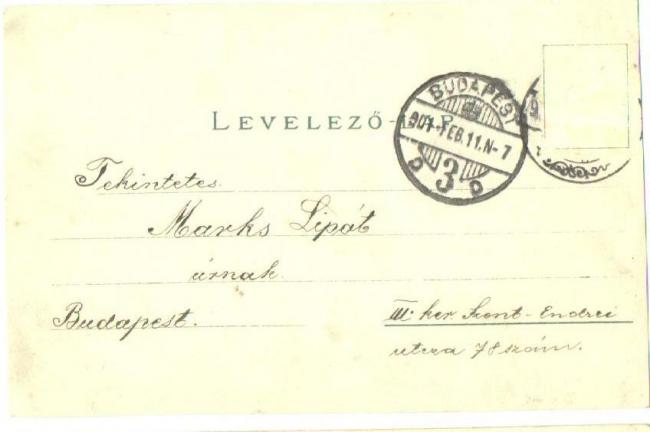 LEVELEZŐ-LAP.
BUDAPEST
901 FEB.11.N-7
3
Tekintetes
Marks Lipót
úrnak
Budapest.
III. ker. Szent-Endrei
utcza 78 szám.